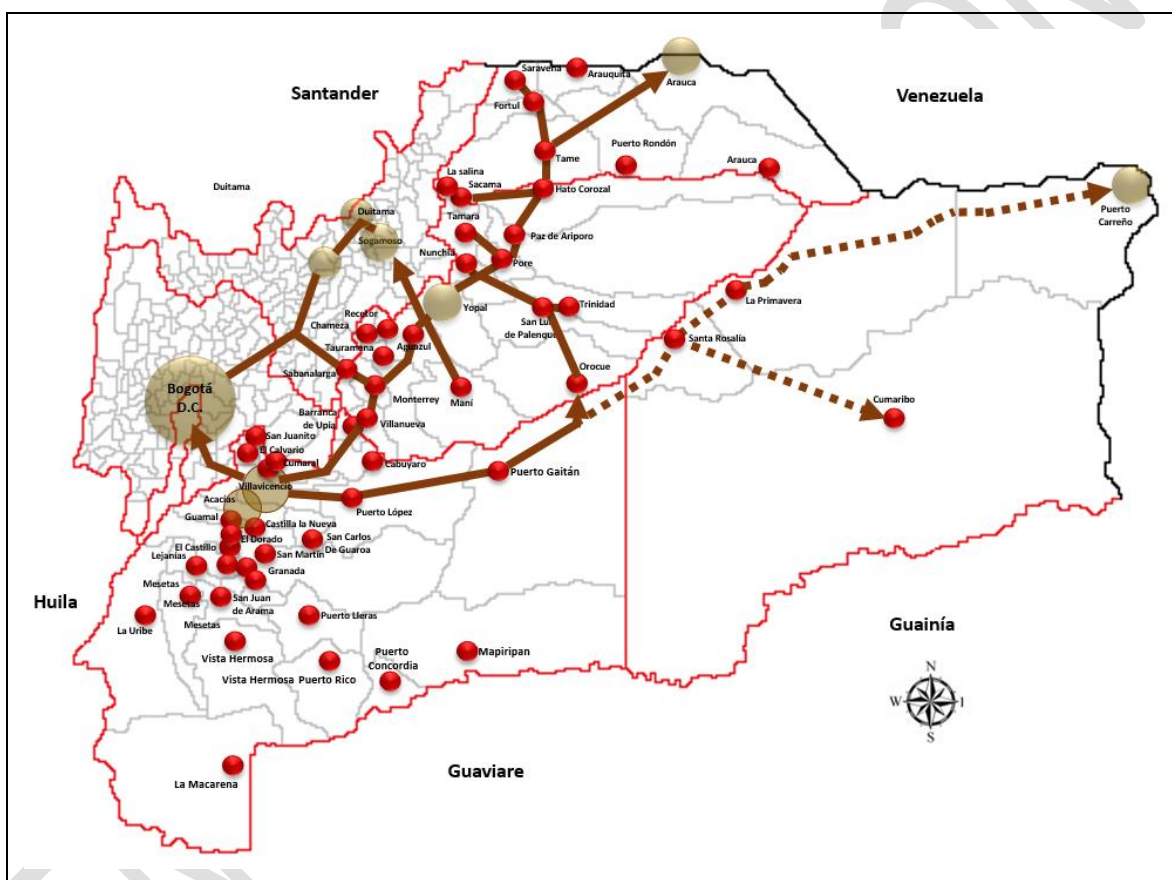 Saravena
Arauquita
Arauca
Santander
Venezuela
Fortul
Puerto Rondón
Tame
Arauca
La salina
Sacama
Hato Corozal
Duitama
Duitama
Puerto
Carreño
Tamara
Sogamoso
Paz de Ariporo
Nunchia
Pore
La Primavera
Yopal
Trinidad
San Luis
de Palenque
Recetor
Chameza
Santa Rosalía
Tauramena
Aguazul
Orocue
Sabanalarga
Bogotá
D.C.
Monterrey
Maní
Cumaribo
Barranca
de Upia
Villanueva
San Juanito
El Calvario
Cumaral
Cabuyaro
Puerto Gaitán
Villavicencio
Acacias
Puerto López
Guamal
Castilla la Nueva
El Dorado
San Carlos
De Guaroa
El Castillo
Lejanías
San Martín
Granada
Mesetas
Mesetas
San Juan
de Arama
Huila
Puerto Lleras
Mesetas
La Uribe
Guainía
Vista Hermosa
Puerto
Concordia
Mapiripan
Vista Hermosa
Puerto Rico
N
W
I
S
Guaviare
La Macarena